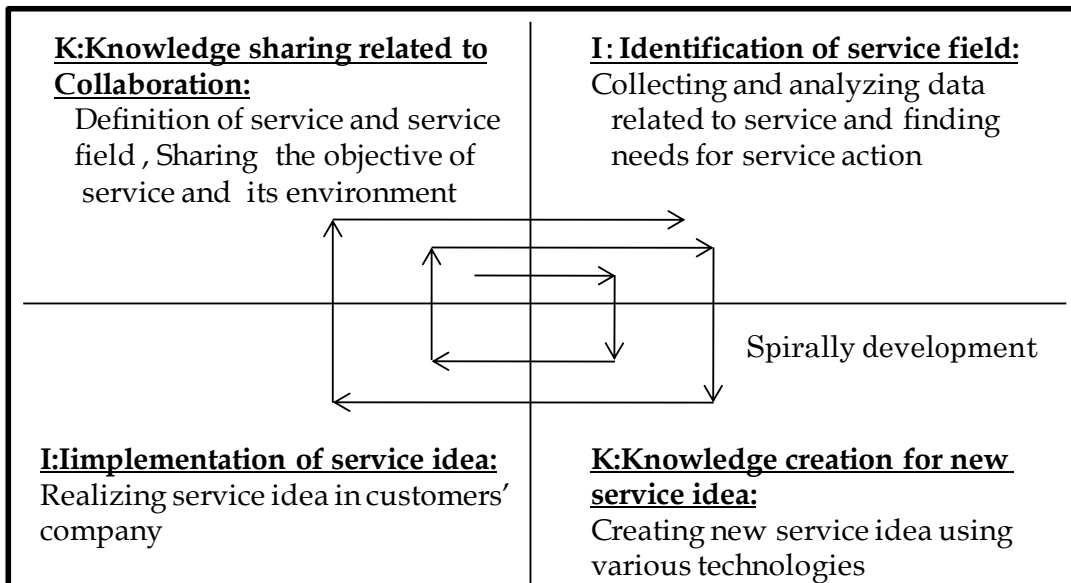 K:Knowledge sharing related to
Collaboration:
Definition of service and service
field , Sharing the objective of
service and its environment
I: Identification of service field:
Collecting and analyzing data
related to service and finding
needs for service action
Spirally development
I:Iimplementation of service idea:
Realizing service idea in customers’
company
K:Knowledge creation for new
service idea:
Creating new service idea using
various technologies